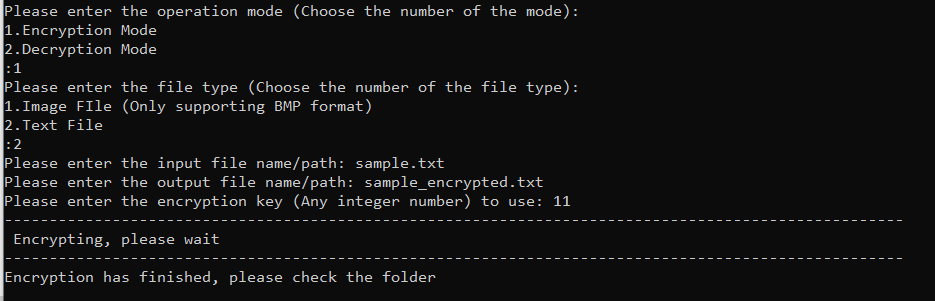 Please enter the operation mode (Choose the number of the mode):
1.Encryption Mode
2.Decryption Mode
:1
Please enter the file type (Choose the number of the file type):
1.Image FIle (Only supporting BMP format)
2.Text File
:2
Please enter the input file name/path: sample.txt
Please enter the output file name/path: sample_encrypted.txt
Please enter the encryption key (Any integer number) to use: 11
----------------------------------------------------------------------------------------------------
 Encrypting, please wait
----------------------------------------------------------------------------------------------------
Encryption has finished, please check the folder